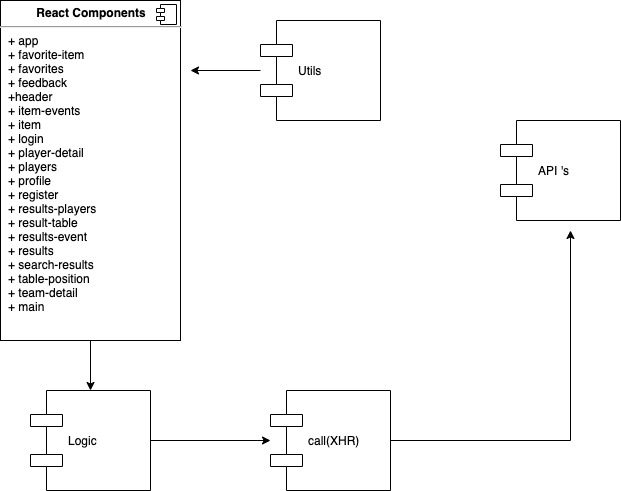 React Components
+ app
+ favorite-item
+ favorites
+ feedback
+header
+ item-events
+ item
+ login
+ player-detail
+ players
+ profile
+ register
+ results-players
+ result-table
+ results-event
+ results
+ search-results
+ table-position
+ team-detail
+ main
Utils
API 's
Logic
call(XHR)